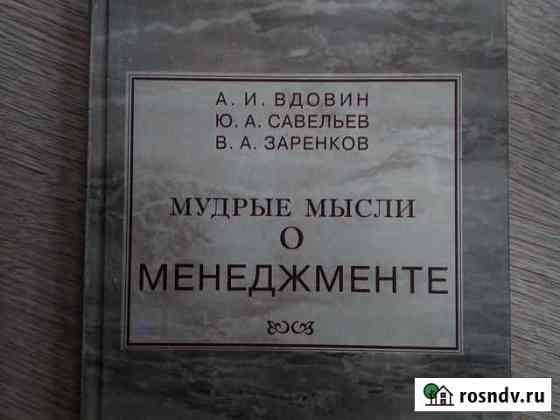 А. И. ВДОВИН
Ю. А. САВЕЛЬЕВ
В. А. ЗАРЕНКОВ
МУДРЫЕ МЫСЛИ
О
МЕНЕДЖМЕНТЕ
rosndv.ru